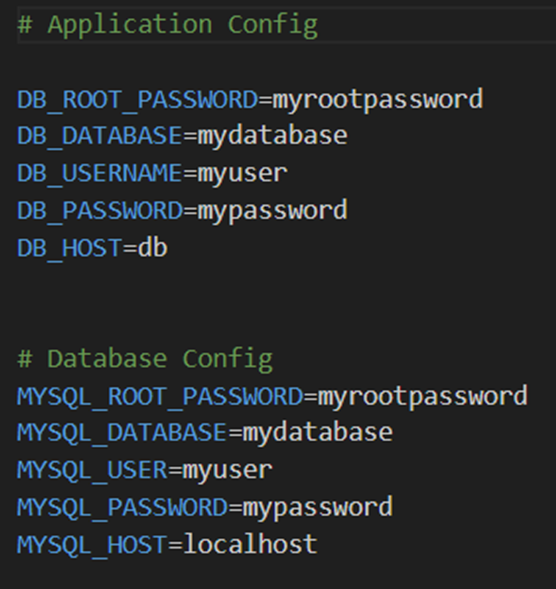 # Application Config
DB_ROOT_PASSWORD=myrootpassword
DB_DATABASE=mydatabase
DB_USERNAME=myuser
DB_PASSWORD=mypassword
DB_HOST=db
# Database Config
MYSQL_ROOT_PASSWORD=myrootpassword
MYSQL_DATABASE=mydatabase
MYSQL_USER=myuser
MYSQL_PASSWORD=mypassword
MYSQL_HOST=localhost